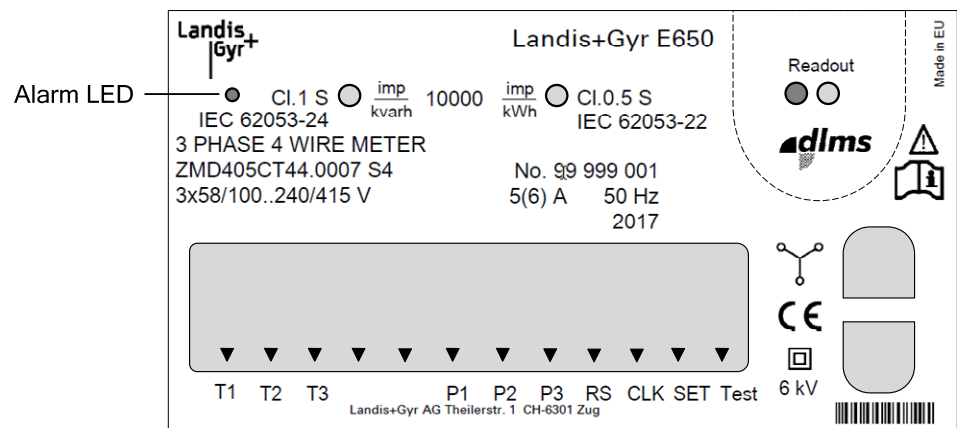 Landis+
Gyr
Landis+Gyr E650
Made in EU
Readout
Alarm LED
Cl.1 S imp/kvarh 10000 imp/kWh Cl.0.5 S
IEC 62053-24 IEC 62053-22
dlms
3 PHASE 4 WIRE METER
ZMD405CT44.0007 S4 No. 99 999 001
3x58/100..240/415 V 5(6) A 50 Hz
2017
CE
T1 T2 T3 P1 P2 P3 RS CLK SET Test 6 kV
Landis+Gyr AG Theilerstr. 1 CH-6301 Zug